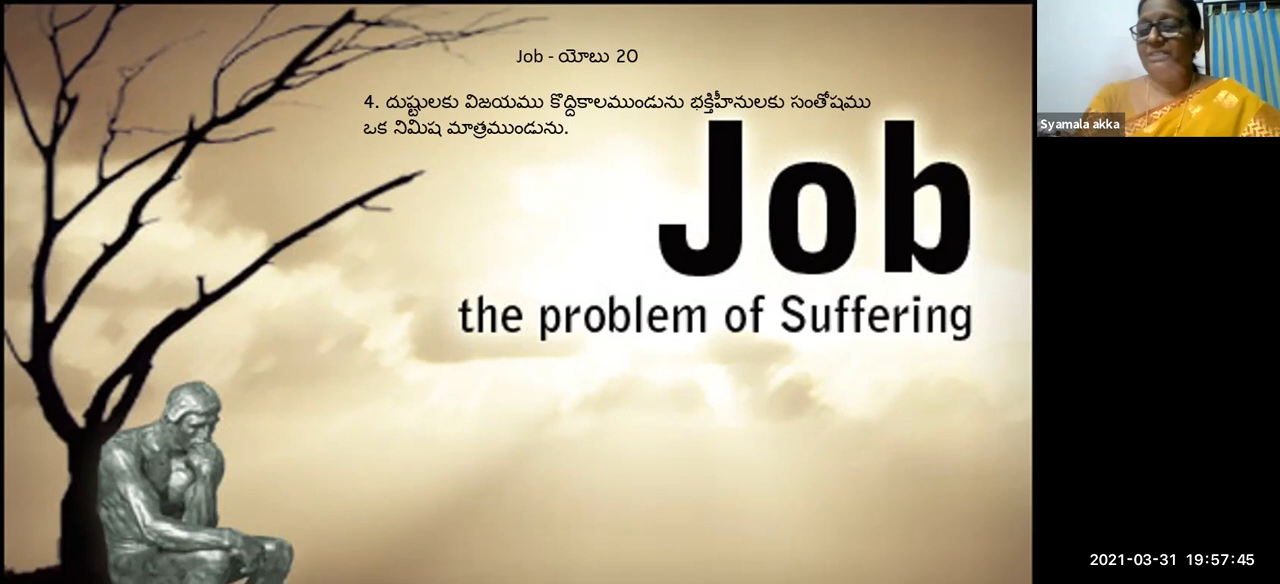 Job - యోబు 20
4. దుష్టులకు విజయము కొద్దికాలముండును భక్తిహీనులకు సంతోషము
ఒక నిమిష మాత్రముండును.
Job
the problem of Suffering
Syamala akka
2021-03-31 19:57:45